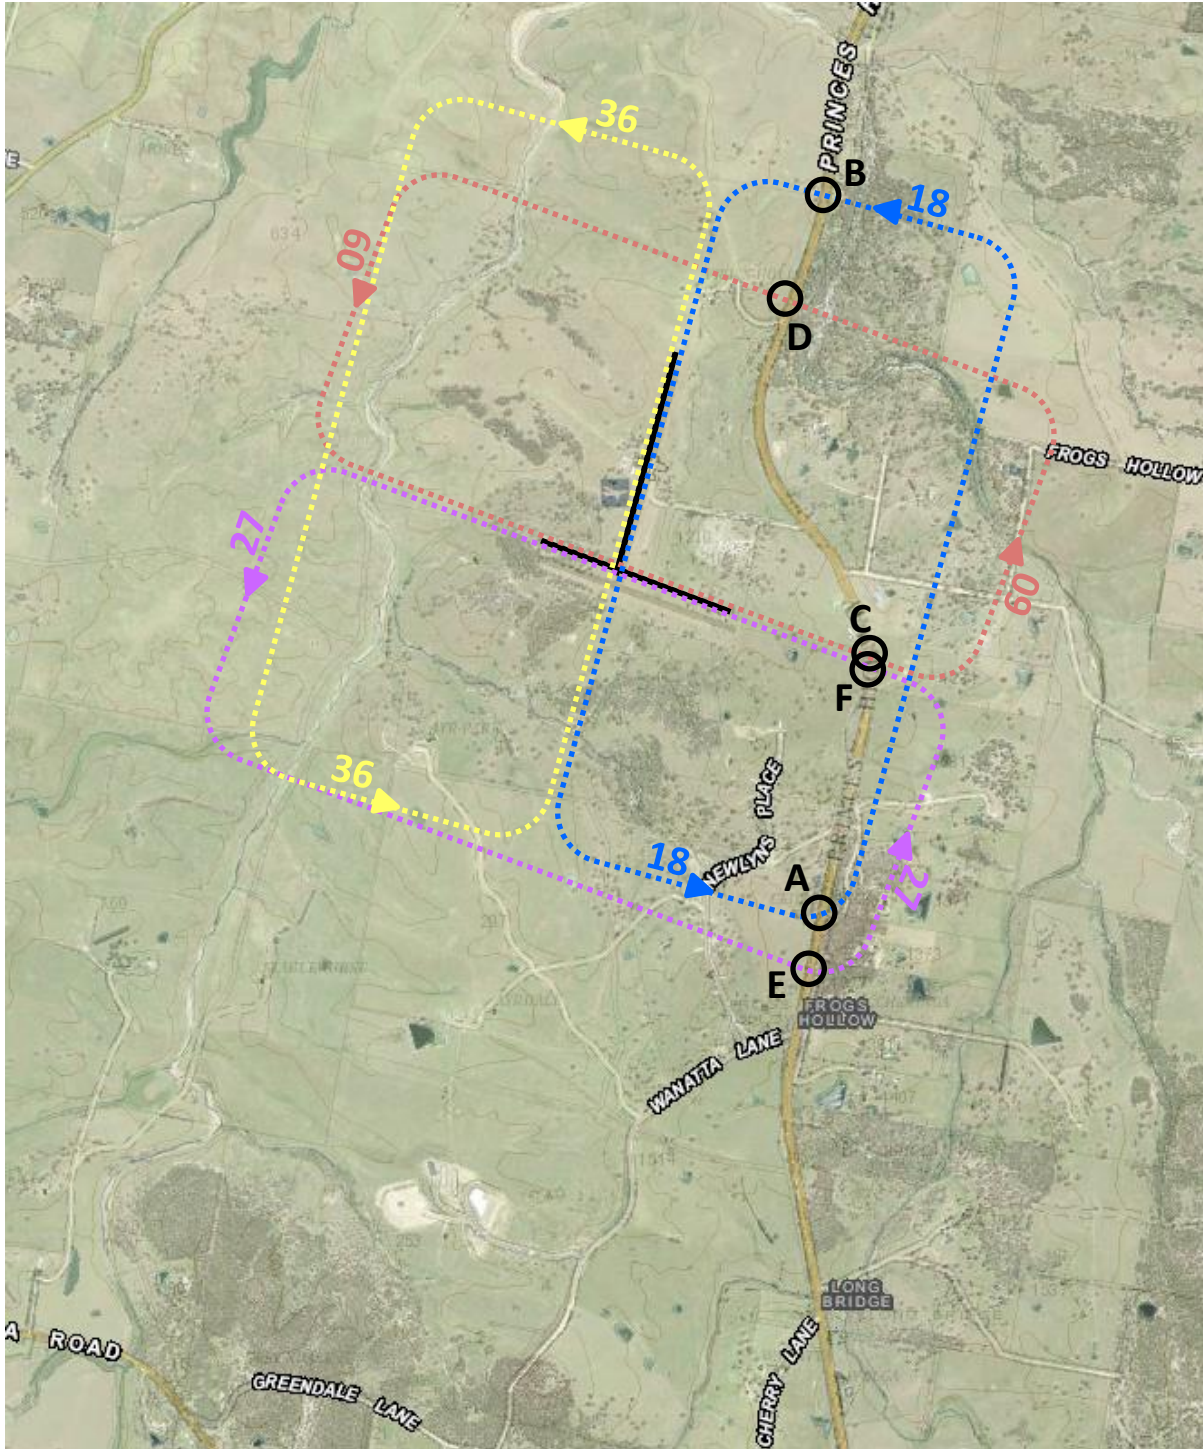 36
PRINCES
B
18
09
D
FROGS HOLLOW
27
09
C
F
36
18
NEWLYNS PLACE
A
27
E
FROGS
HOLLOW
WANATTA LANE
LONG
BRIDGE
CHERRY LANE
A ROAD
GREENDALE LANE